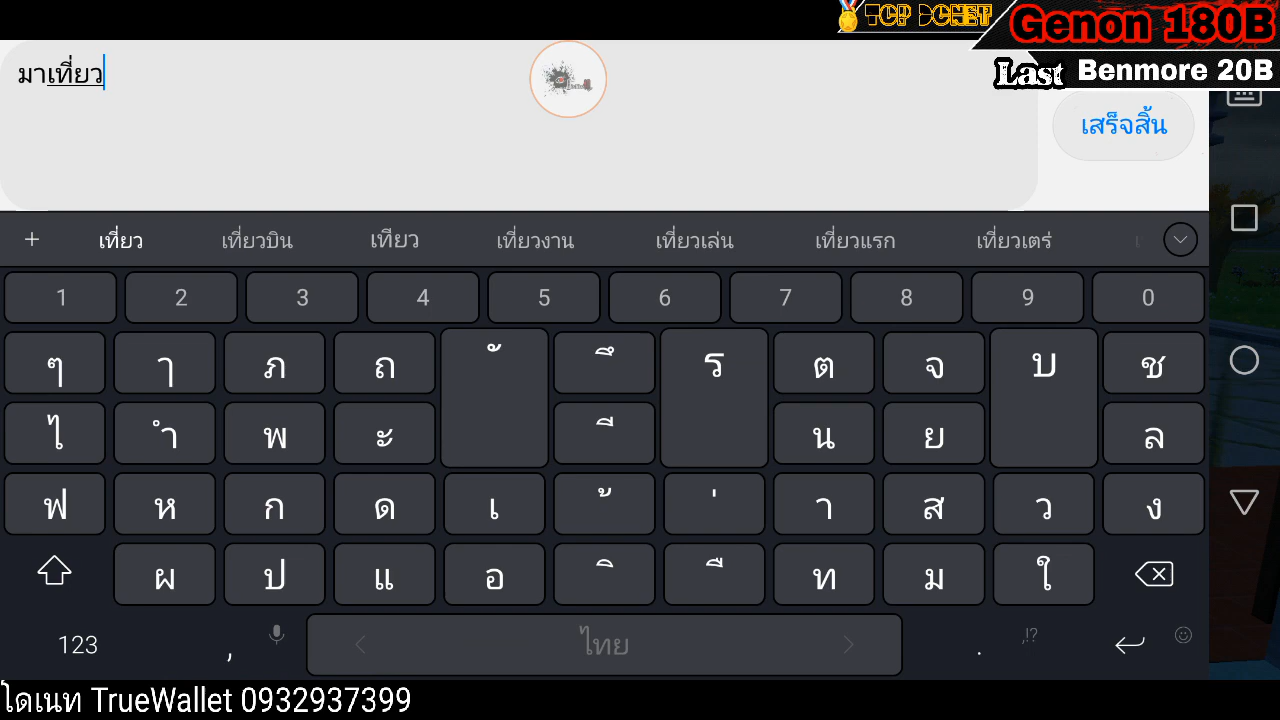 TOP DONET
Genon 180B
Last Benmore 20B
มาเที่ยว
เสร็จสิ้น
+ เที่ยว เที่ยวบิน เทียว เที่ยวงาน เที่ยวเล่น เที่ยวแรก เที่ยวเตร่
1 2 3 4 5 6 7 8 9 0
ๆ ๅ ภ ถ ั ึ ร ต จ บ ช
ไ ำ พ ะ ี น ย ล
ฟ ห ก ด เ ้ ่ า ส ว ง
ผ ป แ อ ิ ื ท ม ใ
123 , ไทย . ,!?
โดเนท TrueWallet 0932937399